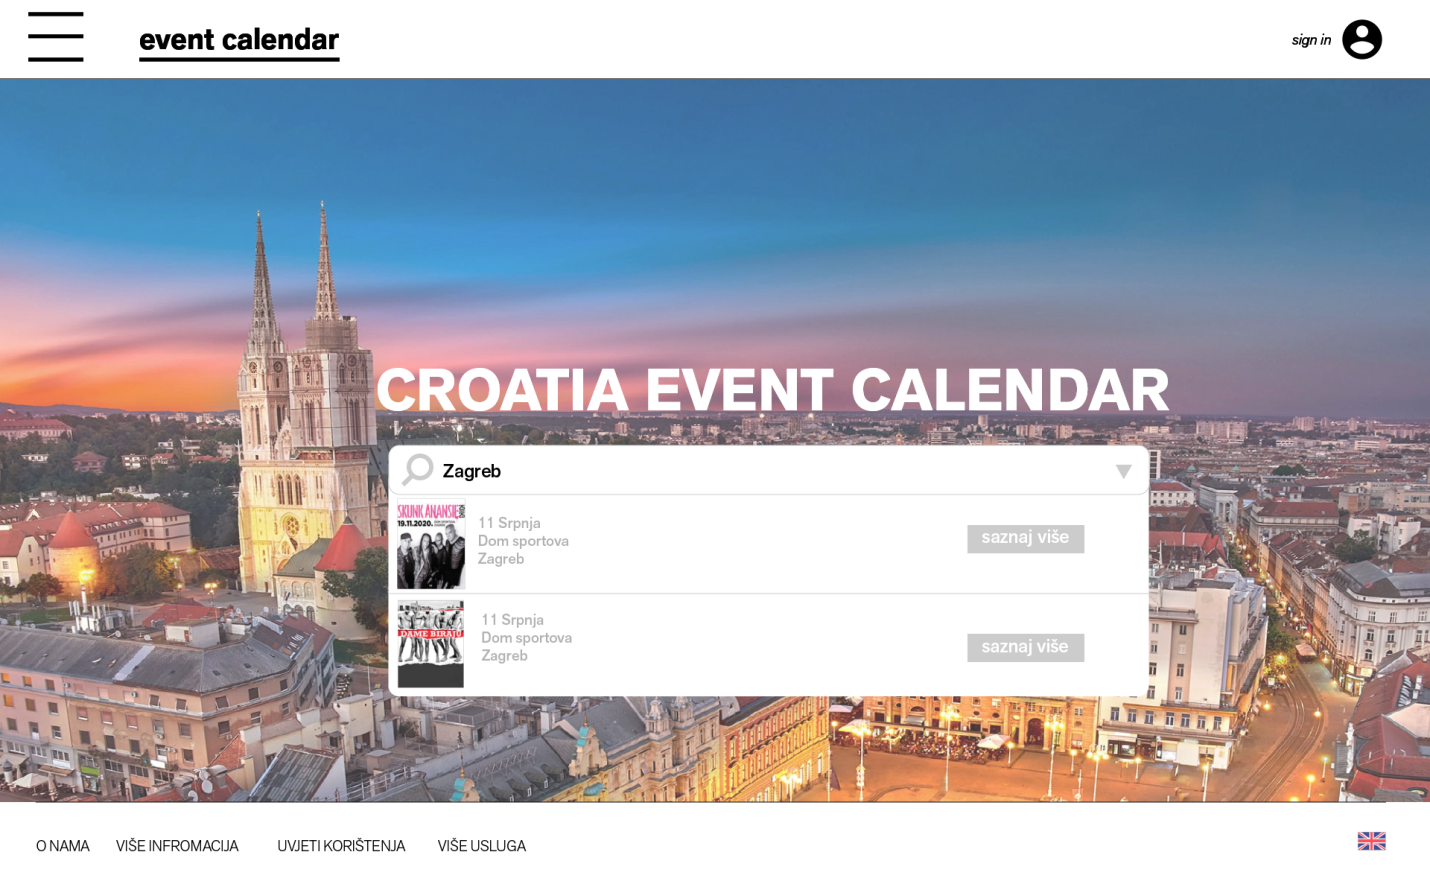 event calendar
sign in
CROATIA EVENT CALENDAR
Zagreb
SKUNK ANANSIE
19.11.2020.
11 Srpnja
Dom sportova
Zagreb
saznaj više
DAME BIRAJU
11 Srpnja
Dom sportova
Zagreb
saznaj više
O NAMA
VIŠE INFROMACIJA
UVJETI KORIŠTENJA
VIŠE USLUGA